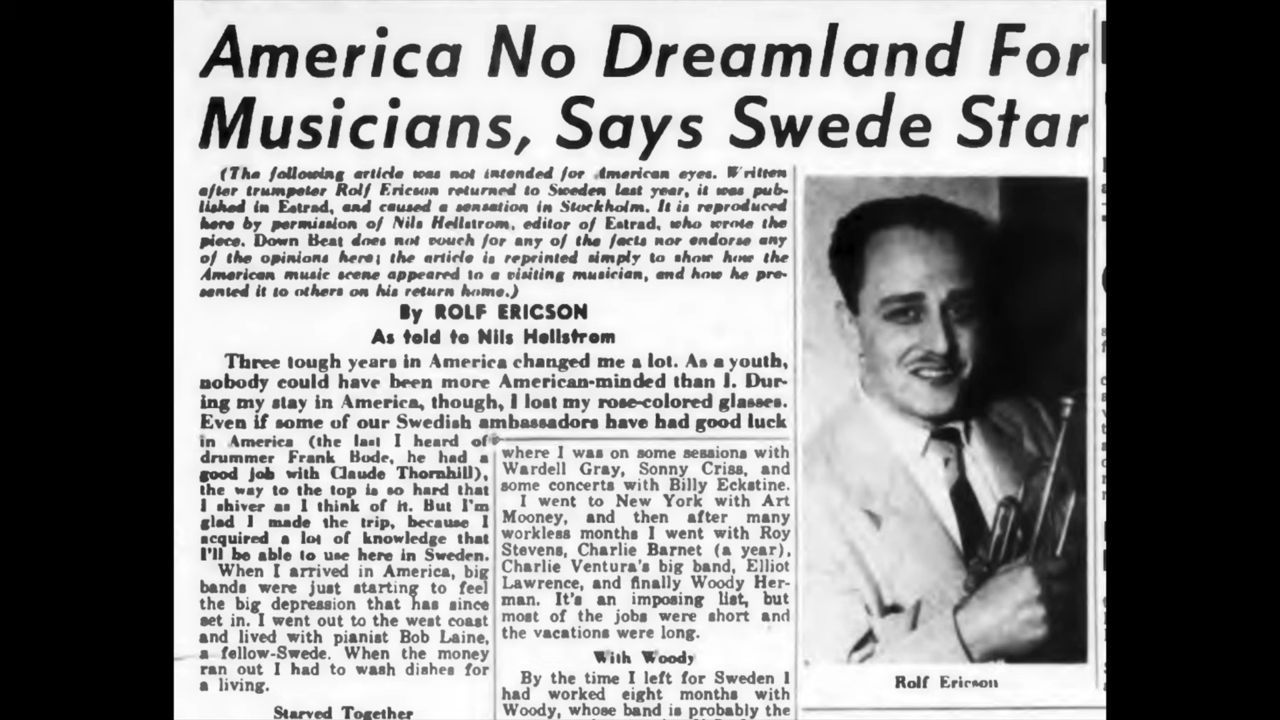 America No Dreamland For
Musicians, Says Swede Star
(The following article was not intended for American eyes. Written
after trumpeter Rolf Ericson returned to Sweden last year, it was pub-
lished in Estrad, and caused a sensation in Stockholm. It is reproduced
here by permission of Nils Hellstrom, editor of Estrad, who wrote the
piece. Down Beat does not vouch for any of the facts nor endorse any
of the opinions here; the article is reprinted simply to show how the
American music scene appeared to a visiting musician, and how he pre-
sented it to others on his return home.)
By ROLF ERICSON
As told to Nils Hellstrom
Three tough years in America changed me a lot. As a youth,
nobody could have been more American-minded than I. Dur-
ing my stay in America, though, I lost my rose-colored glasses.
Even if some of our Swedish ambassadors have had good luck
in America (the last I heard of
drummer Frank Bode, he had a
good job with Claude Thornhill),
the way to the top is so hard that
I shiver as I think of it. But I'm
glad I made the trip, because I
acquired a lot of knowledge that
I'll be able to use here in Sweden.
When I arrived in America, big
bands were just starting to feel
the big depression that has since
set in. I went out to the west coast
and lived with pianist Bob Laine,
a fellow-Swede. When the money
ran out I had to wash dishes for
a living.
Starved Together
where I was on some sessions with
Wardell Gray, Sonny Criss, and
some concerts with Billy Eckstine.
I went to New York with Art
Mooney, and then after many
workless months I went with Roy
Stevens, Charlie Barnet (a year),
Charlie Ventura's big band, Elliot
Lawrence, and finally Woody Her-
man. It's an imposing list, but
most of the jobs were short and
the vacations were long.
With Woody
By the time I left for Sweden I
had worked eight months with
Woody, whose band is probably the
Rolf Ericson